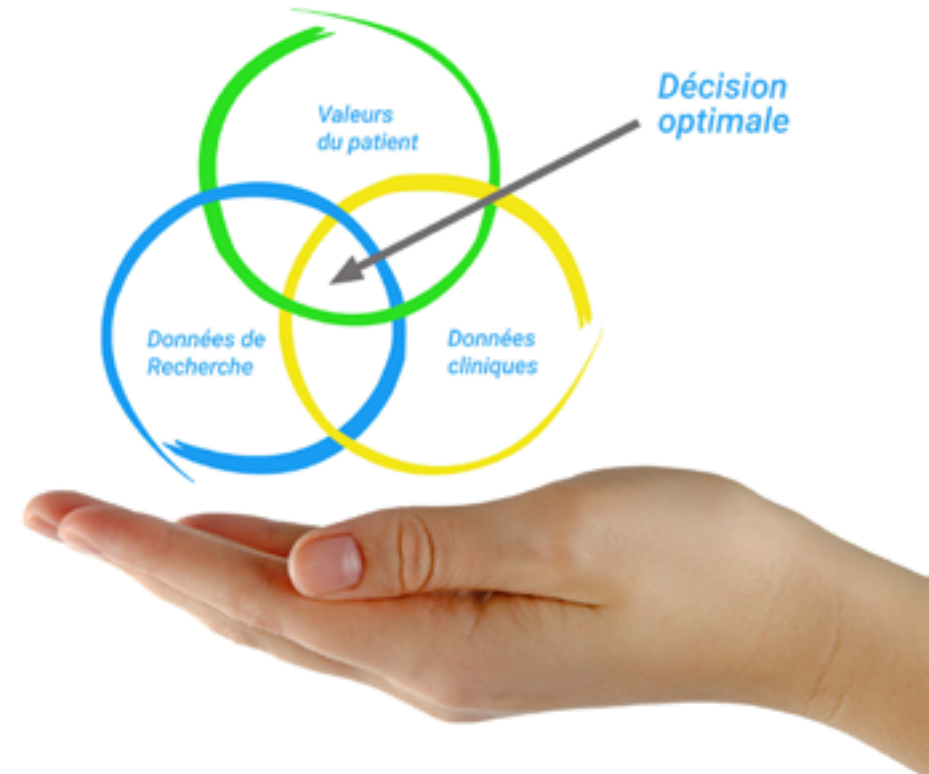 Valeurs
du patient
Décision
optimale
Données de
Recherche
Données
cliniques